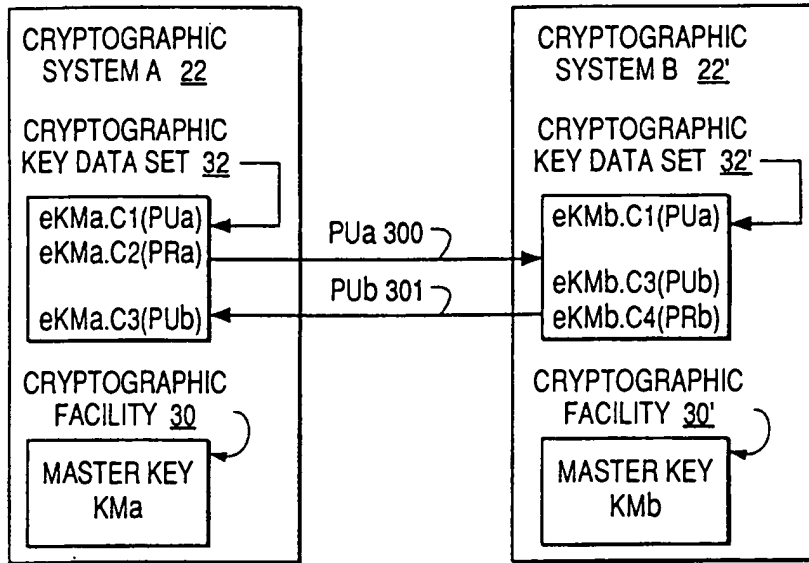 CRYPTOGRAPHIC
SYSTEM A 22
CRYPTOGRAPHIC
KEY DATA SET 32
eKMa.C1(PUa)
eKMa.C2(PRa)
eKMa.C3(PUb)
CRYPTOGRAPHIC
FACILITY 30
MASTER KEY
KMa
PUa 300
PUb 301
CRYPTOGRAPHIC
SYSTEM B 22'
CRYPTOGRAPHIC
KEY DATA SET 32'
eKMb.C1(PUa)
eKMb.C3(PUb)
eKMb.C4(PRb)
CRYPTOGRAPHIC
FACILITY 30'
MASTER KEY
KMb